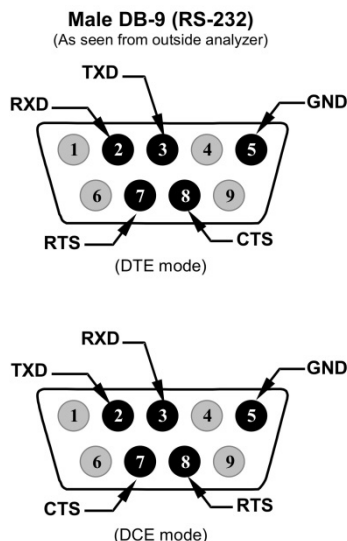 Male DB-9 (RS-232)
(As seen from outside analyzer)
TXD
RXD
GND
1 2 3 4 5
6 7 8 9
RTS
CTS
(DTE mode)
RXD
TXD
GND
1 2 3 4 5
6 7 8 9
CTS
RTS
(DCE mode)